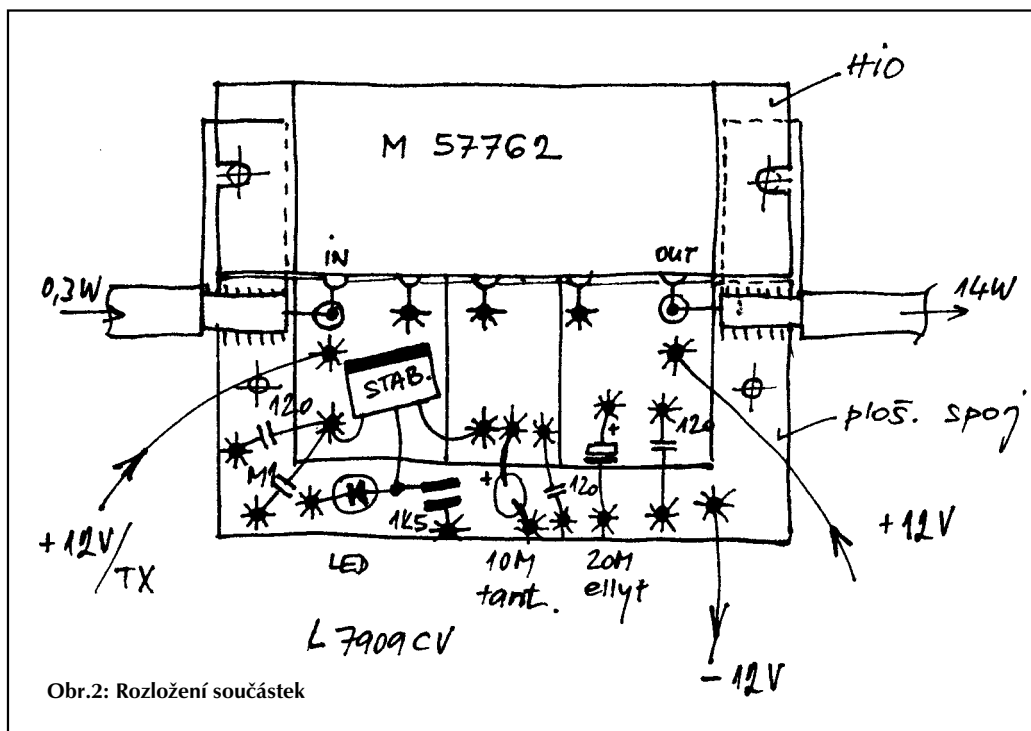 HIO
M 57762
IN
OUT
0,3W
14W
STAB.
120
120
ploš. spoj
M1
120
1K5
+12V/TX
+12V
LED
10M
tant.
20M
ellyt
L7909CV
-12V
Obr.2: Rozložení součástek